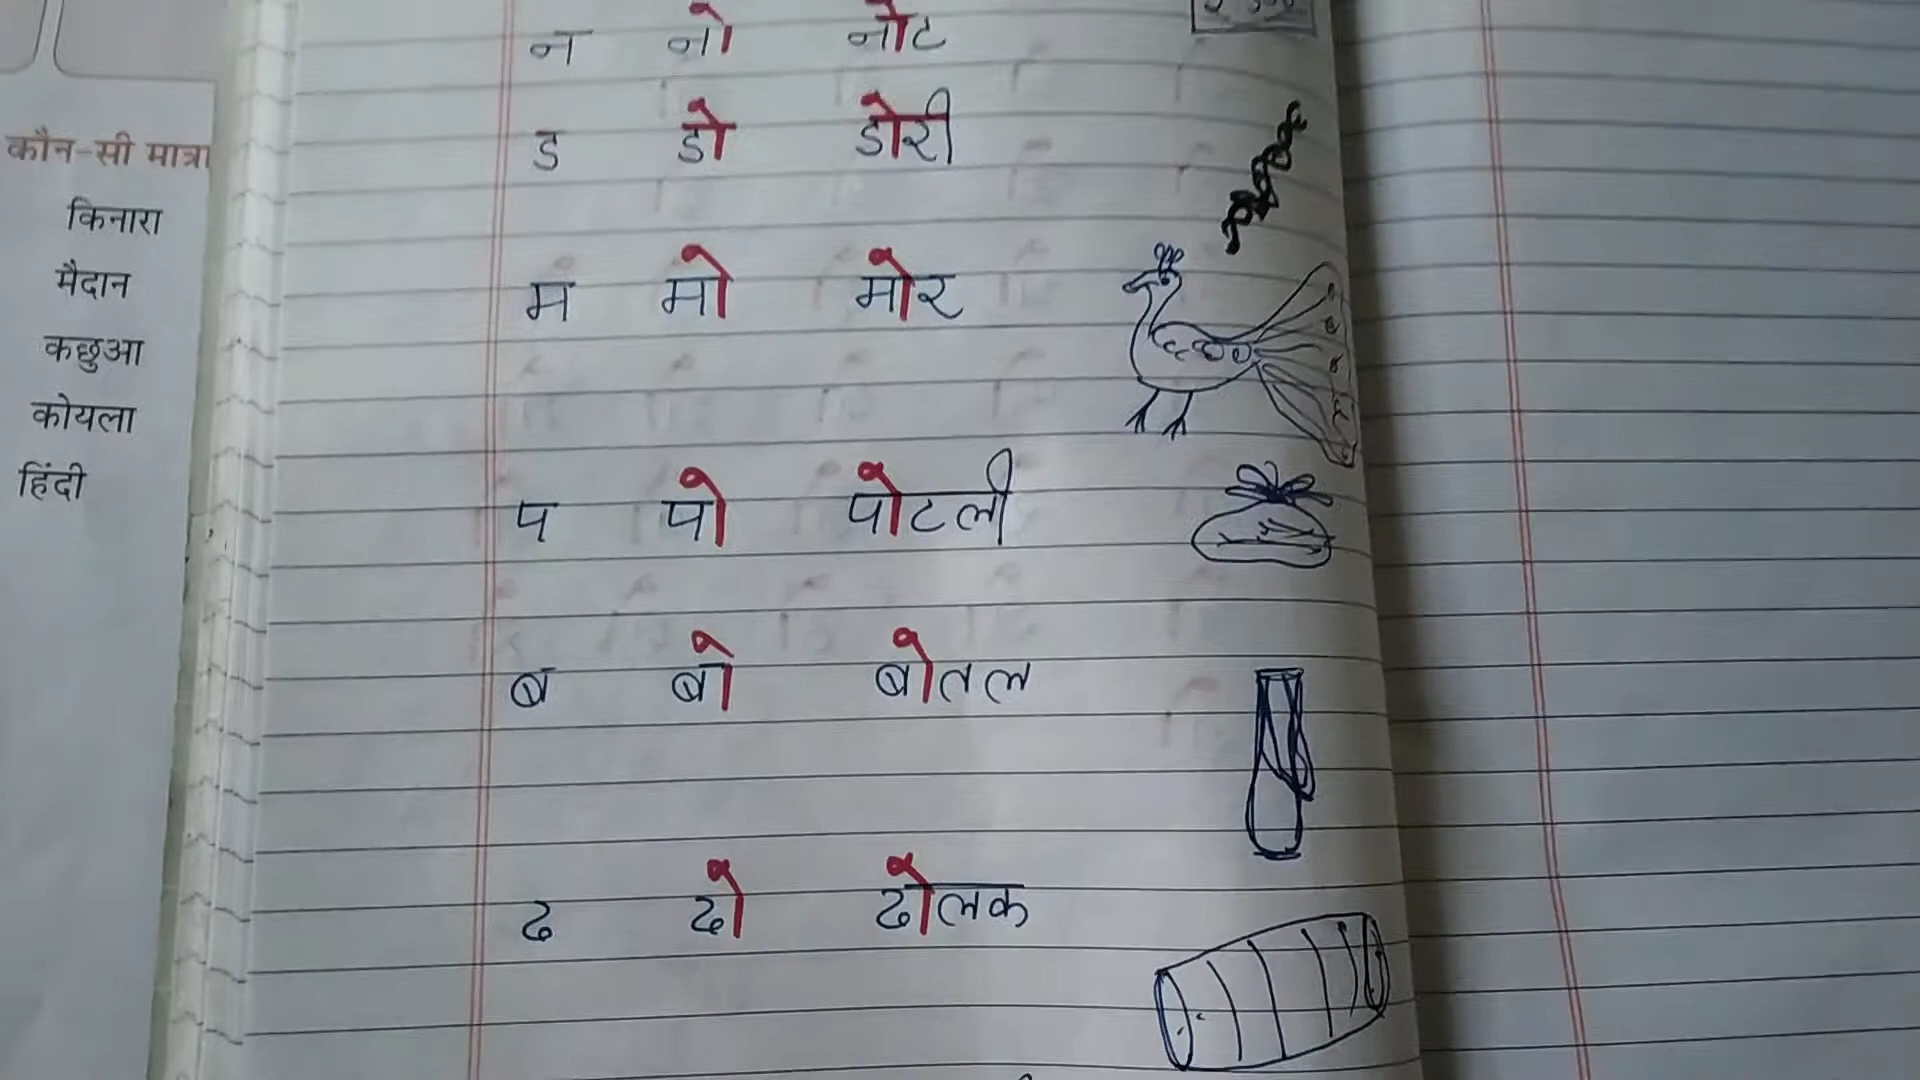 कौन-सी मात्रा
किनारा
मैदान
कछुआ
कोयला
हिंदी
न नो नोट
ड डो डोरी
म मो मोर
प पो पोटली
ब बो बोतल
ढ ढो ढोलक